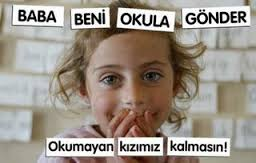 BABA BENİ OKULA GÖNDER
Okumayan kızımız kalmasın!